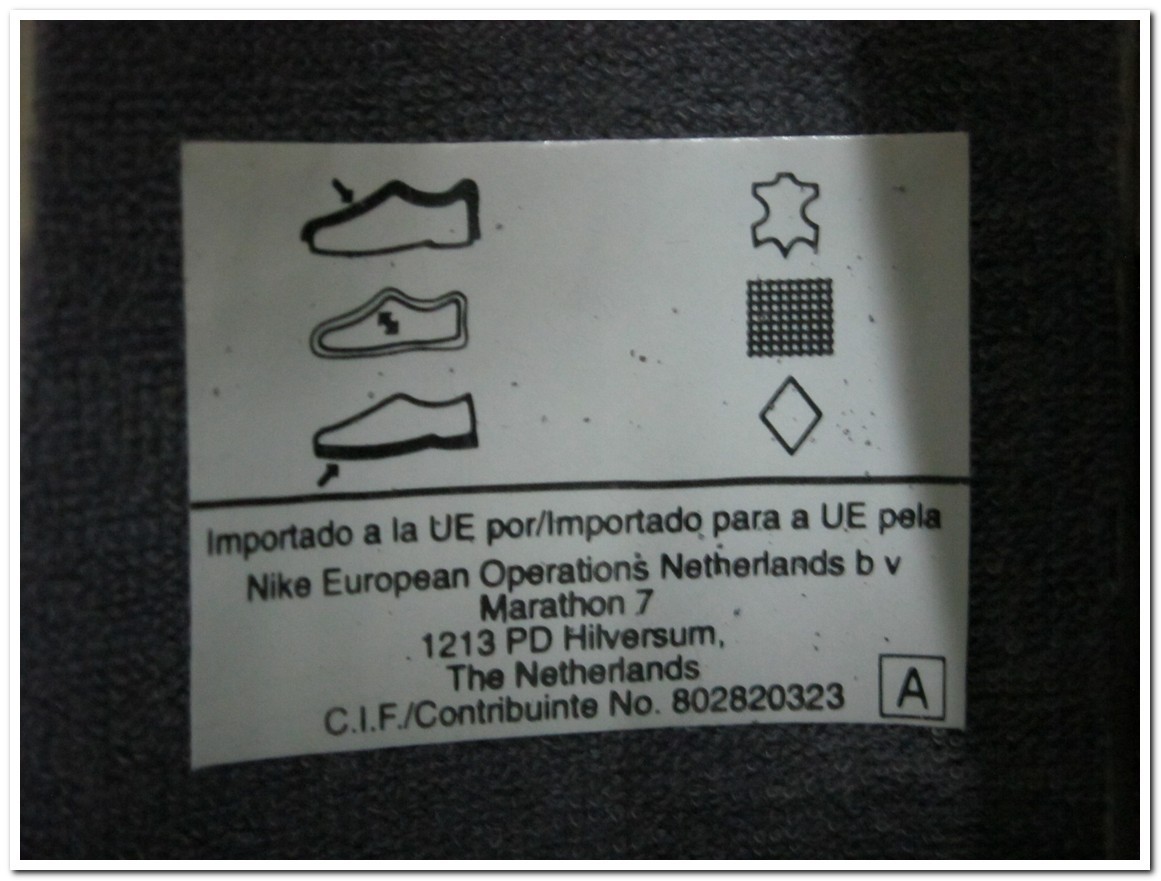 Importado a la UE por/Importado para a UE pela
Nike European Operations Netherlands b v
Marathon 7
1213 PD Hilversum,
The Netherlands
C.I.F./Contribuinte No. 802820323
A